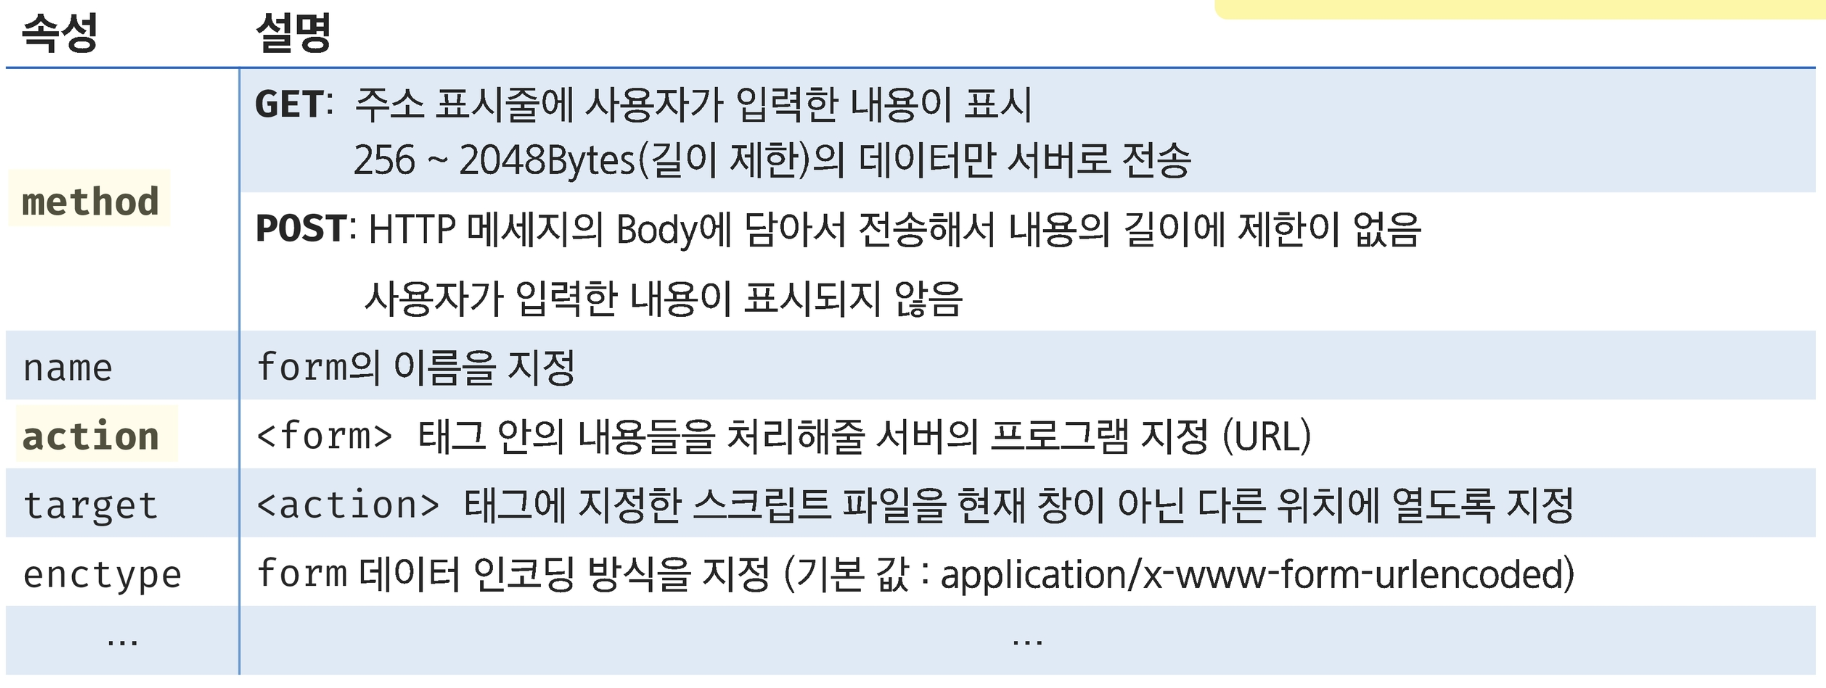 속성 설명
method
GET: 주소 표시줄에 사용자가 입력한 내용이 표시
256 ~ 2048Bytes(길이 제한)의 데이터만 서버로 전송
POST: HTTP 메세지의 Body에 담아서 전송해서 내용의 길이에 제한이 없음
사용자가 입력한 내용이 표시되지 않음
name form의 이름을 지정
action <form> 태그 안의 내용들을 처리해줄 서버의 프로그램 지정 (URL)
target <action> 태그에 지정한 스크립트 파일을 현재 창이 아닌 다른 위치에 열도록 지정
enctype form 데이터 인코딩 방식을 지정 (기본 값 : application/x-www-form-urlencoded)
... ...